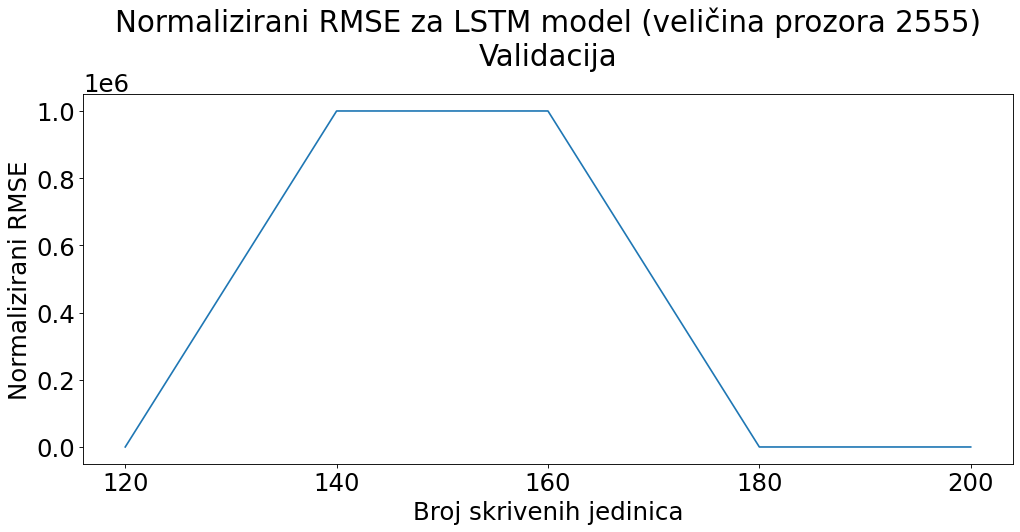 Normalizirani RMSE za LSTM model (veličina prozora 2555)
Validacija
1e6
1.0
0.8
0.6
0.4
0.2
0.0
Normalizirani RMSE
120 140 160 180 200
Broj skrivenih jedinica